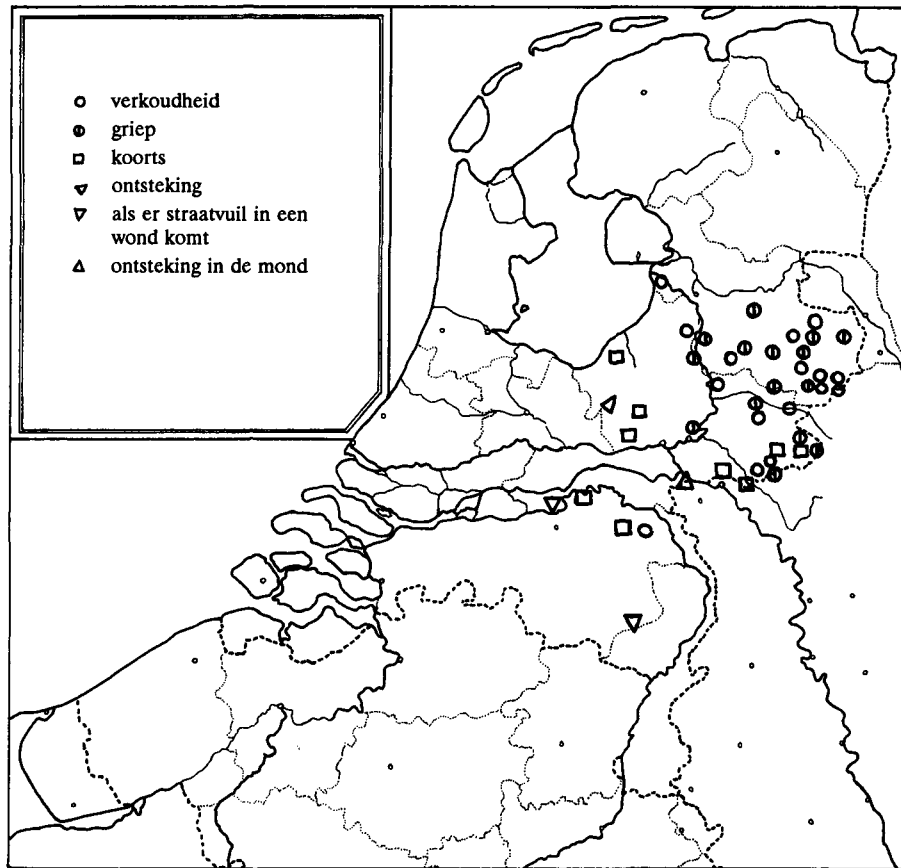 verkoudheid
griep
koorts
ontsteking
als er straatvuil in een
wond komt
ontsteking in de mond